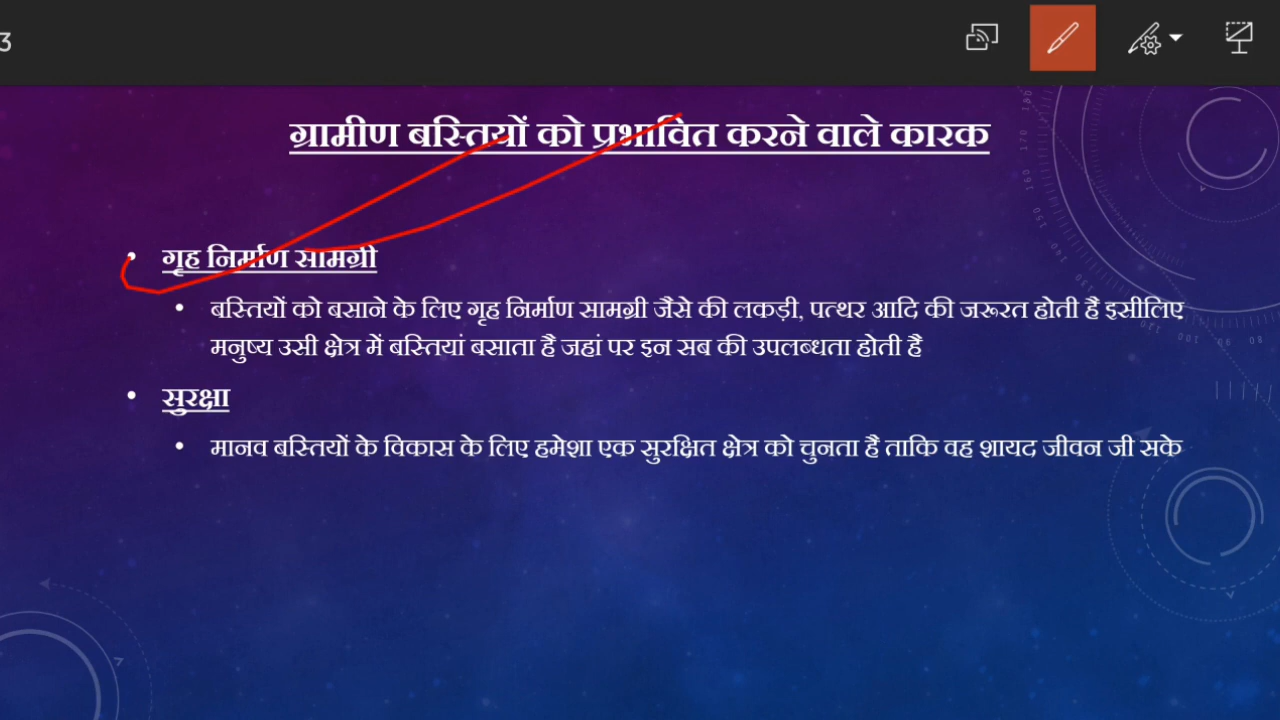 3
ग्रामीण बस्तियों को प्रभावित करने वाले कारक
• गृह निर्माण सामग्री
• बस्तियों को बसाने के लिए गृह निर्माण सामग्री जैसे की लकड़ी, पत्थर आदि की जरूरत होती हैं इसीलिए
मनुष्य उसी क्षेत्र में बस्तियां बसाता हैं जहां पर इन सब की उपलब्धता होती हैं
• सुरक्षा
• मानव बस्तियों के विकास के लिए हमेशा एक सुरक्षित क्षेत्र को चुनता हैं ताकि वह शायद जीवन जी सके